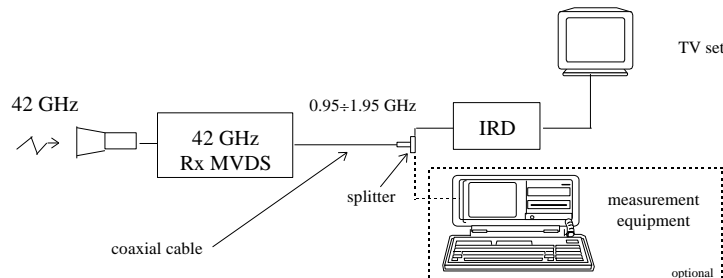 TV set
42 GHz
0.95÷1.95 GHz
42 GHz
Rx MVDS
IRD
splitter
measurement
equipment
coaxial cable
optional